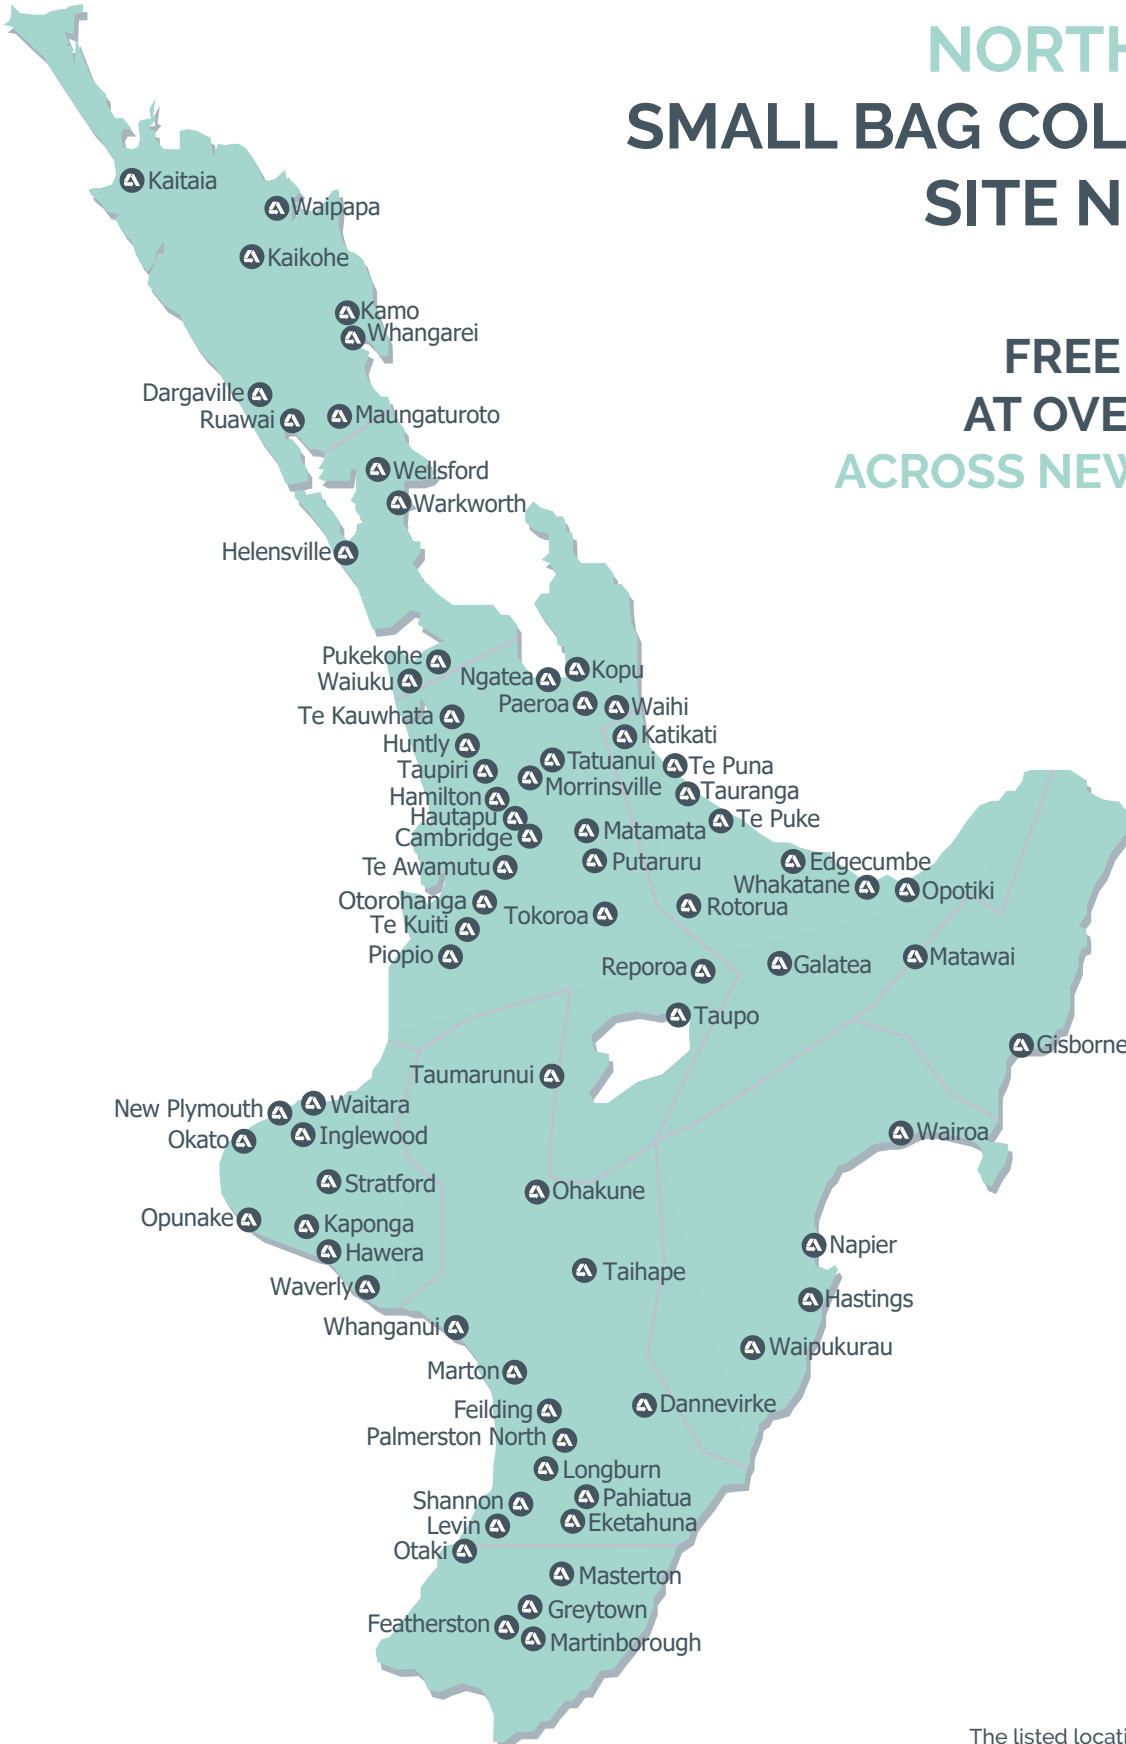 NORTH
SMALL BAG COL
SITE N
FREE
AT OVE
ACROSS NEW
Kaitaia
Waipapa
Kaikohe
Kamo
Whangarei
Dargaville
Ruawai
Maungaturoto
Wellsford
Warkworth
Helensville
Pukekohe
Waiuku
Ngatea
Kopu
Paeroa
Waihi
Te Kauwhata
Katikati
Huntly
Tatuanui
Te Puna
Taupiri
Morrinsville
Tauranga
Hamilton
Hautapu
Te Puke
Cambridge
Matamata
Te Awamutu
Putaruru
Edgecumbe
Whakatane
Opotiki
Otorohanga
Tokoroa
Rotorua
Te Kuiti
Piopio
Reporoa
Galatea
Matawai
Taupo
Gisborne
Taumarunui
New Plymouth
Waitara
Okato
Inglewood
Wairoa
Stratford
Ohakune
Opunake
Kaponga
Hawera
Napier
Taihape
Waverly
Hastings
Whanganui
Waipukurau
Marton
Feilding
Dannevirke
Palmerston North
Longburn
Shannon
Pahiatua
Levin
Eketahuna
Otaki
Masterton
Greytown
Featherston
Martinborough
The listed locati